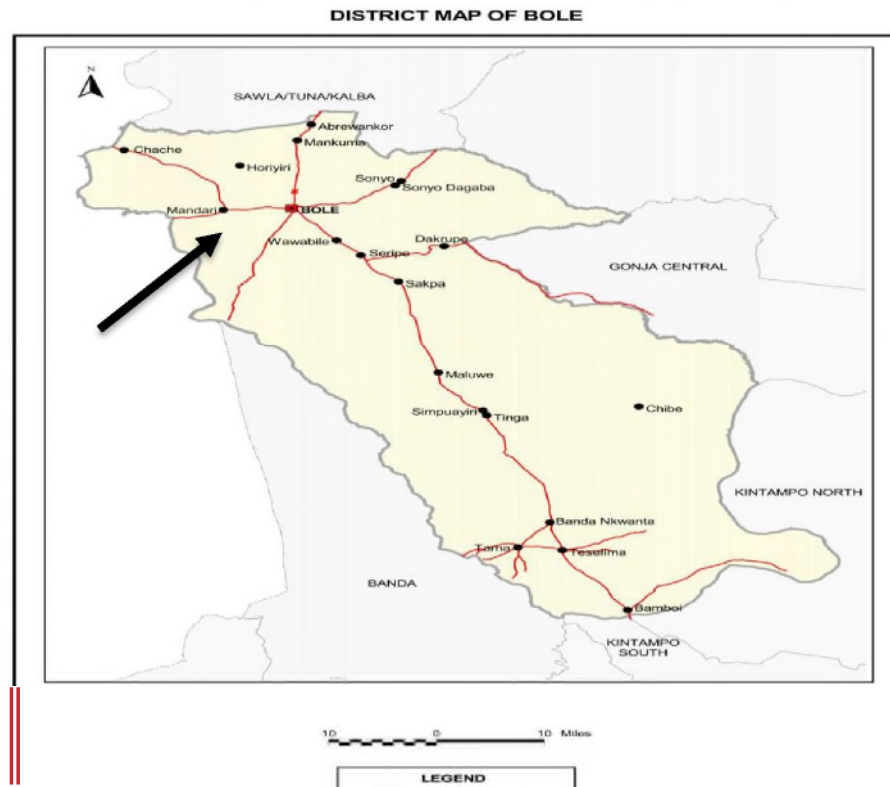 DISTRICT MAP OF BOLE
N
SAWLA/TUNA/KALBA
Abrewankor
Mankuma
Chache
Horiyiri
Sonyo
Sonyo Dagaba
Mandari
BOLE
Wawabile
Dakrupe
Seripe
GONJA CENTRAL
Sakpa
Maluwe
Simpuayiri
Tinga
Chibe
KINTAMPO NORTH
Banda Nkwanta
Tama
Teselima
BANDA
Bamboi
KINTAMPO
SOUTH
10 0 10 Miles
LEGEND